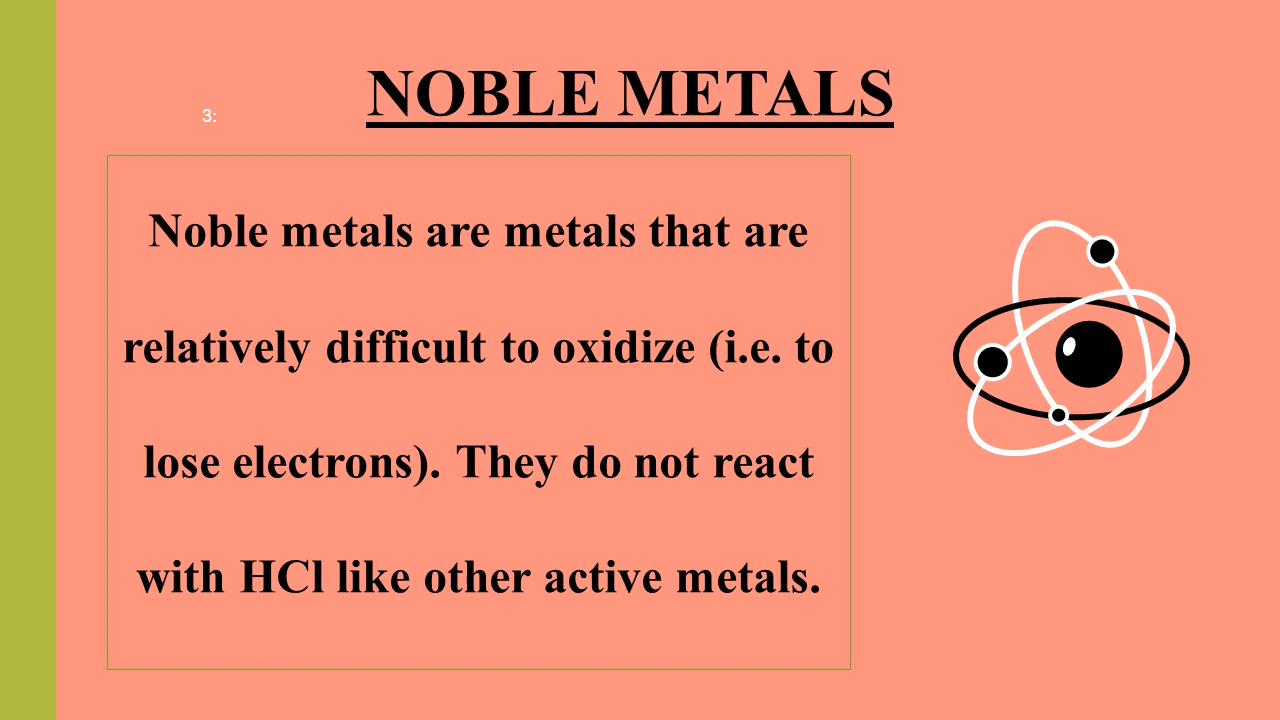 NOBLE METALS
3:
Noble metals are metals that are
relatively difficult to oxidize (i.e. to
lose electrons). They do not react
with HCl like other active metals.